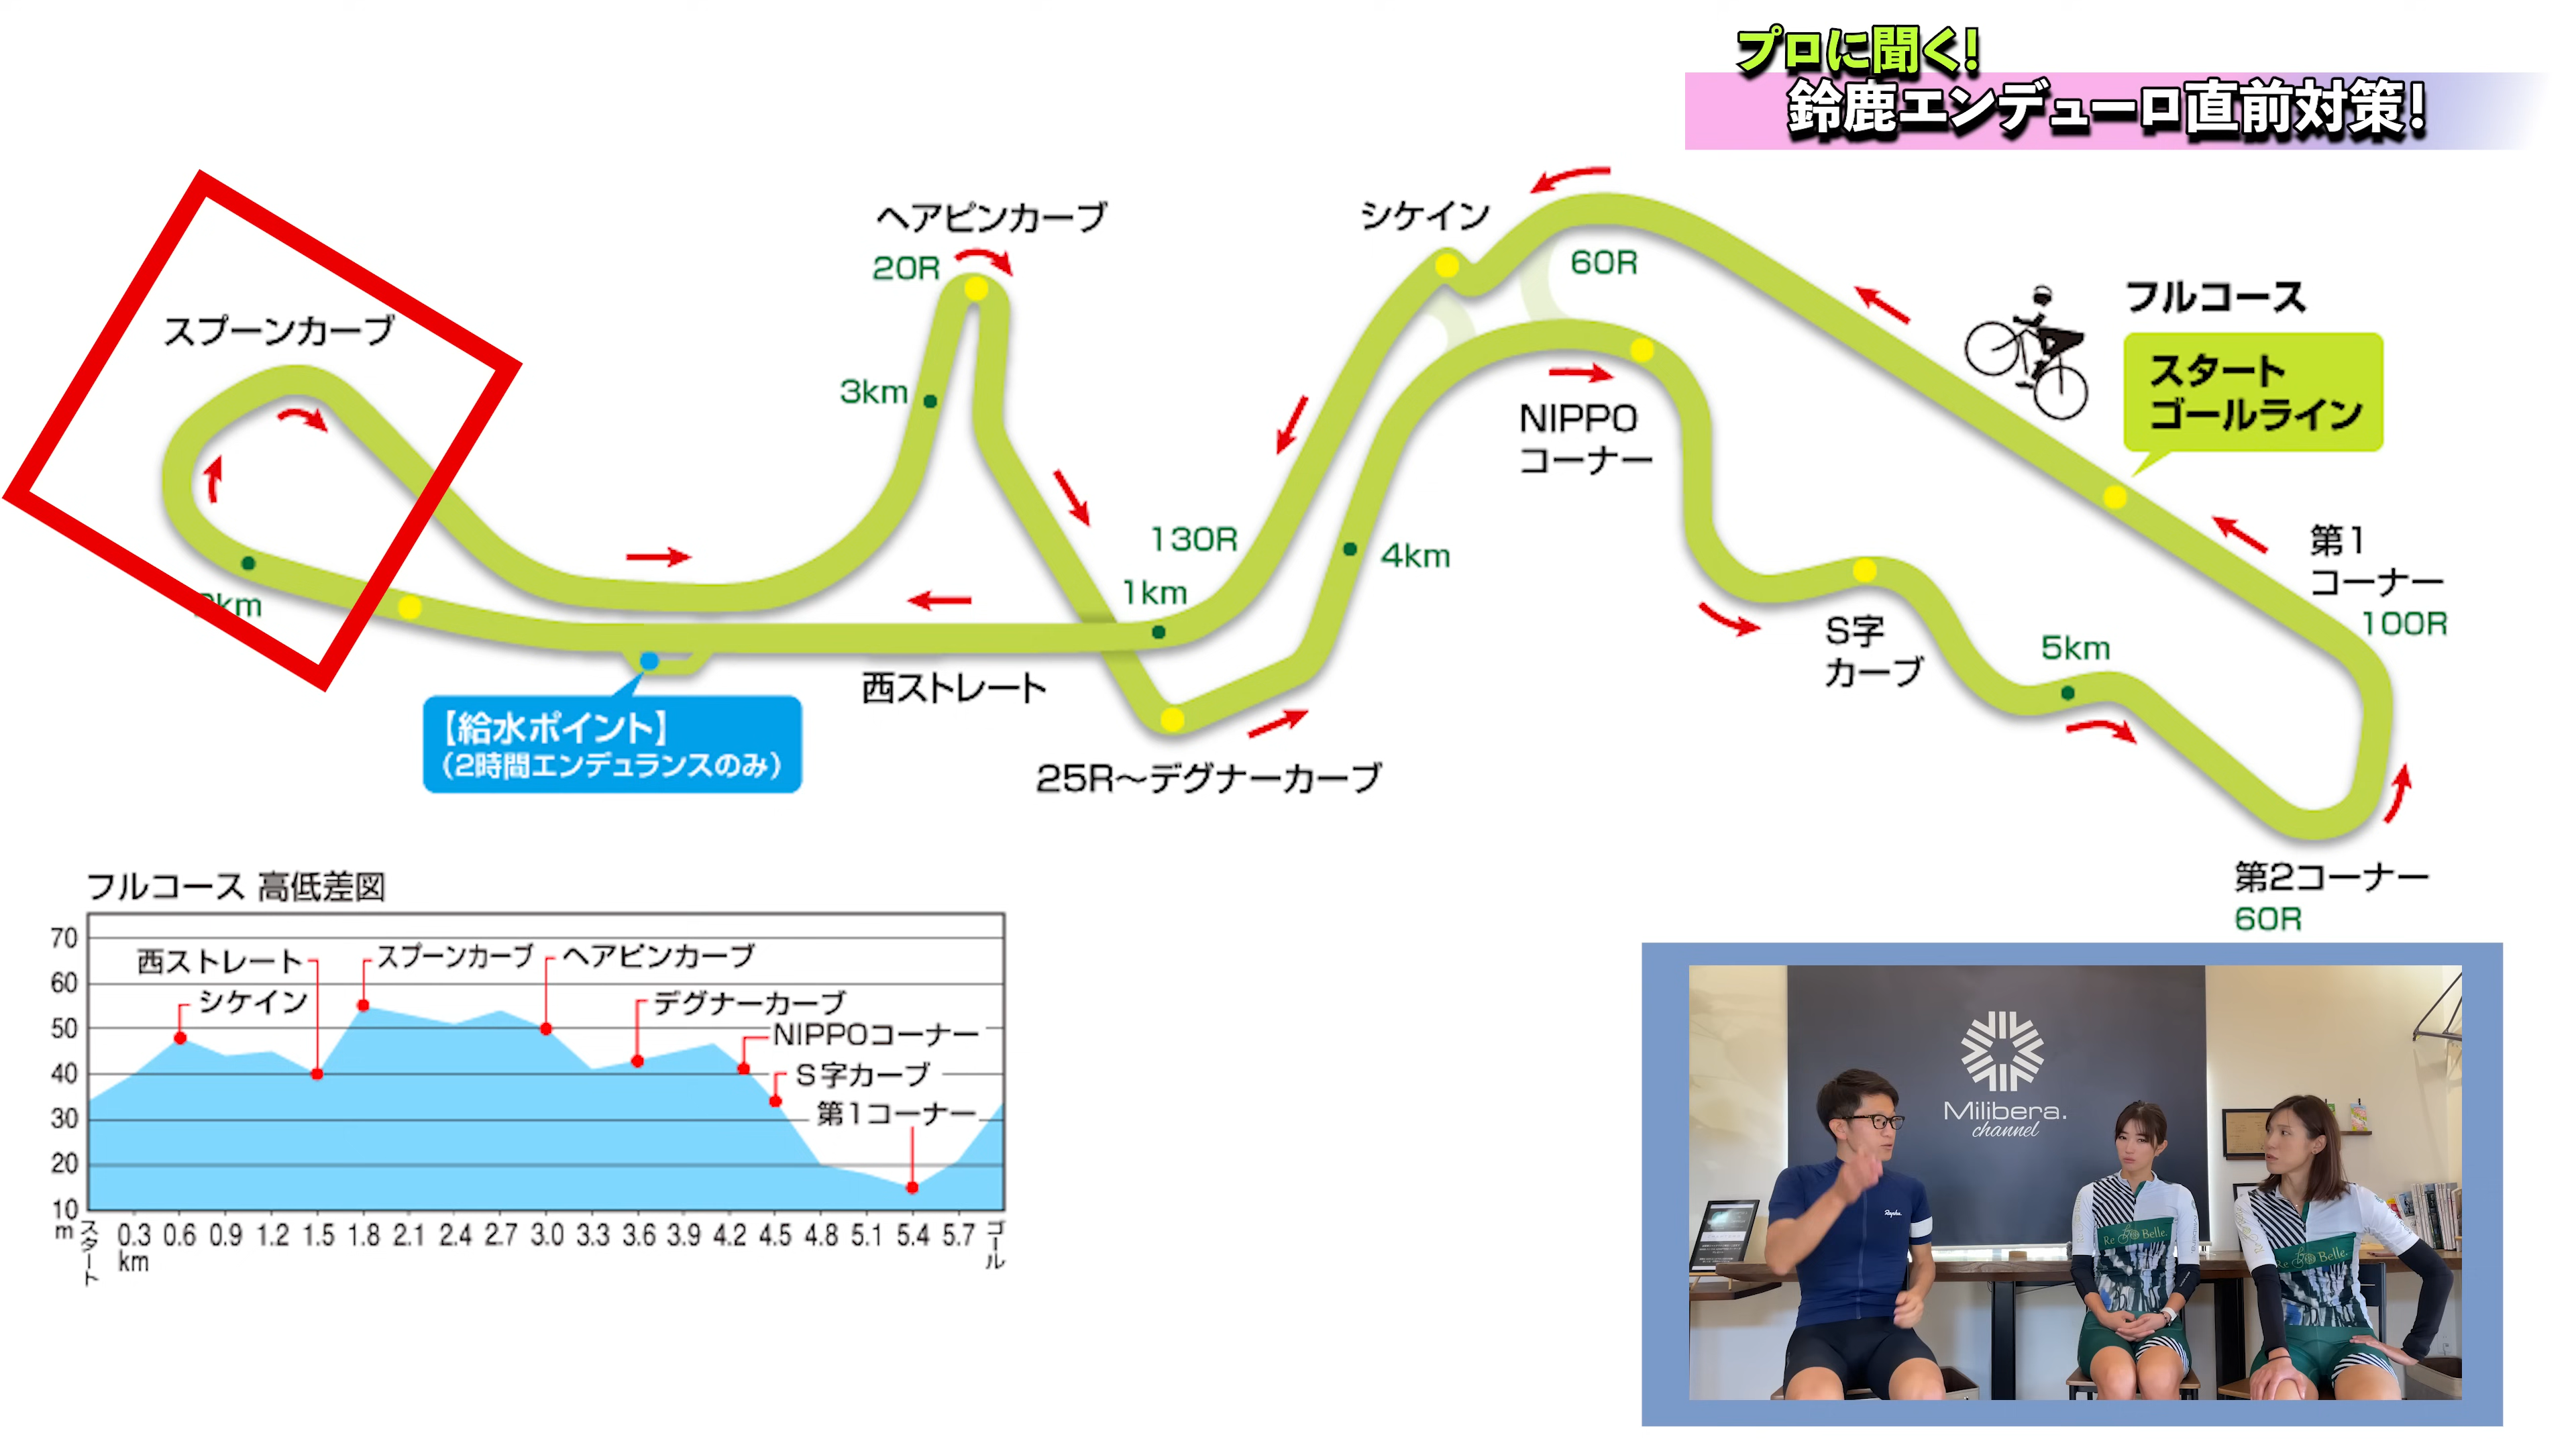 プロに聞く!
鈴鹿エンデューロ直前対策!
ヘアピンカーブ
20R
シケイン
60R
フルコース
スタート
ゴールライン
スプーンカーブ
3km
NIPPO
コーナー
130R
1km
4km
第1
コーナー
100R
km
S字
カーブ
5km
西ストレート
【給水ポイント】
(2時間エンデュランスのみ)
25R〜デグナーカーブ
第2コーナー
60R
フルコース 高低差図
70
60
50
40
30
20
10
m
西ストレート
スプーンカーブ
ヘアピンカーブ
シケイン
デグナーカーブ
NIPPOコーナー
S字カーブ
第1コーナー
スタート
0.3 0.6 0.9 1.2 1.5 1.8 2.1 2.4 2.7 3.0 3.3 3.6 3.9 4.2 4.5 4.8 5.1 5.4 5.7
km
ゴール
Milibera.
channel
Rapha
Re Belle.
Re Belle.